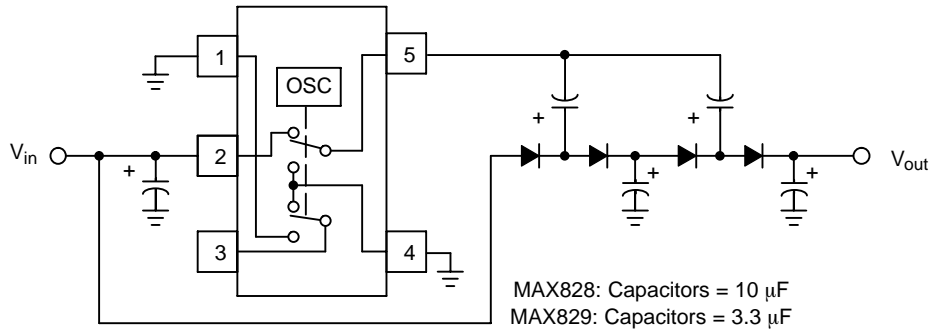 1
5
OSC
+
+
V_in
2
V_out
+
+
+
3
4
MAX828: Capacitors = 10 μF
MAX829: Capacitors = 3.3 μF